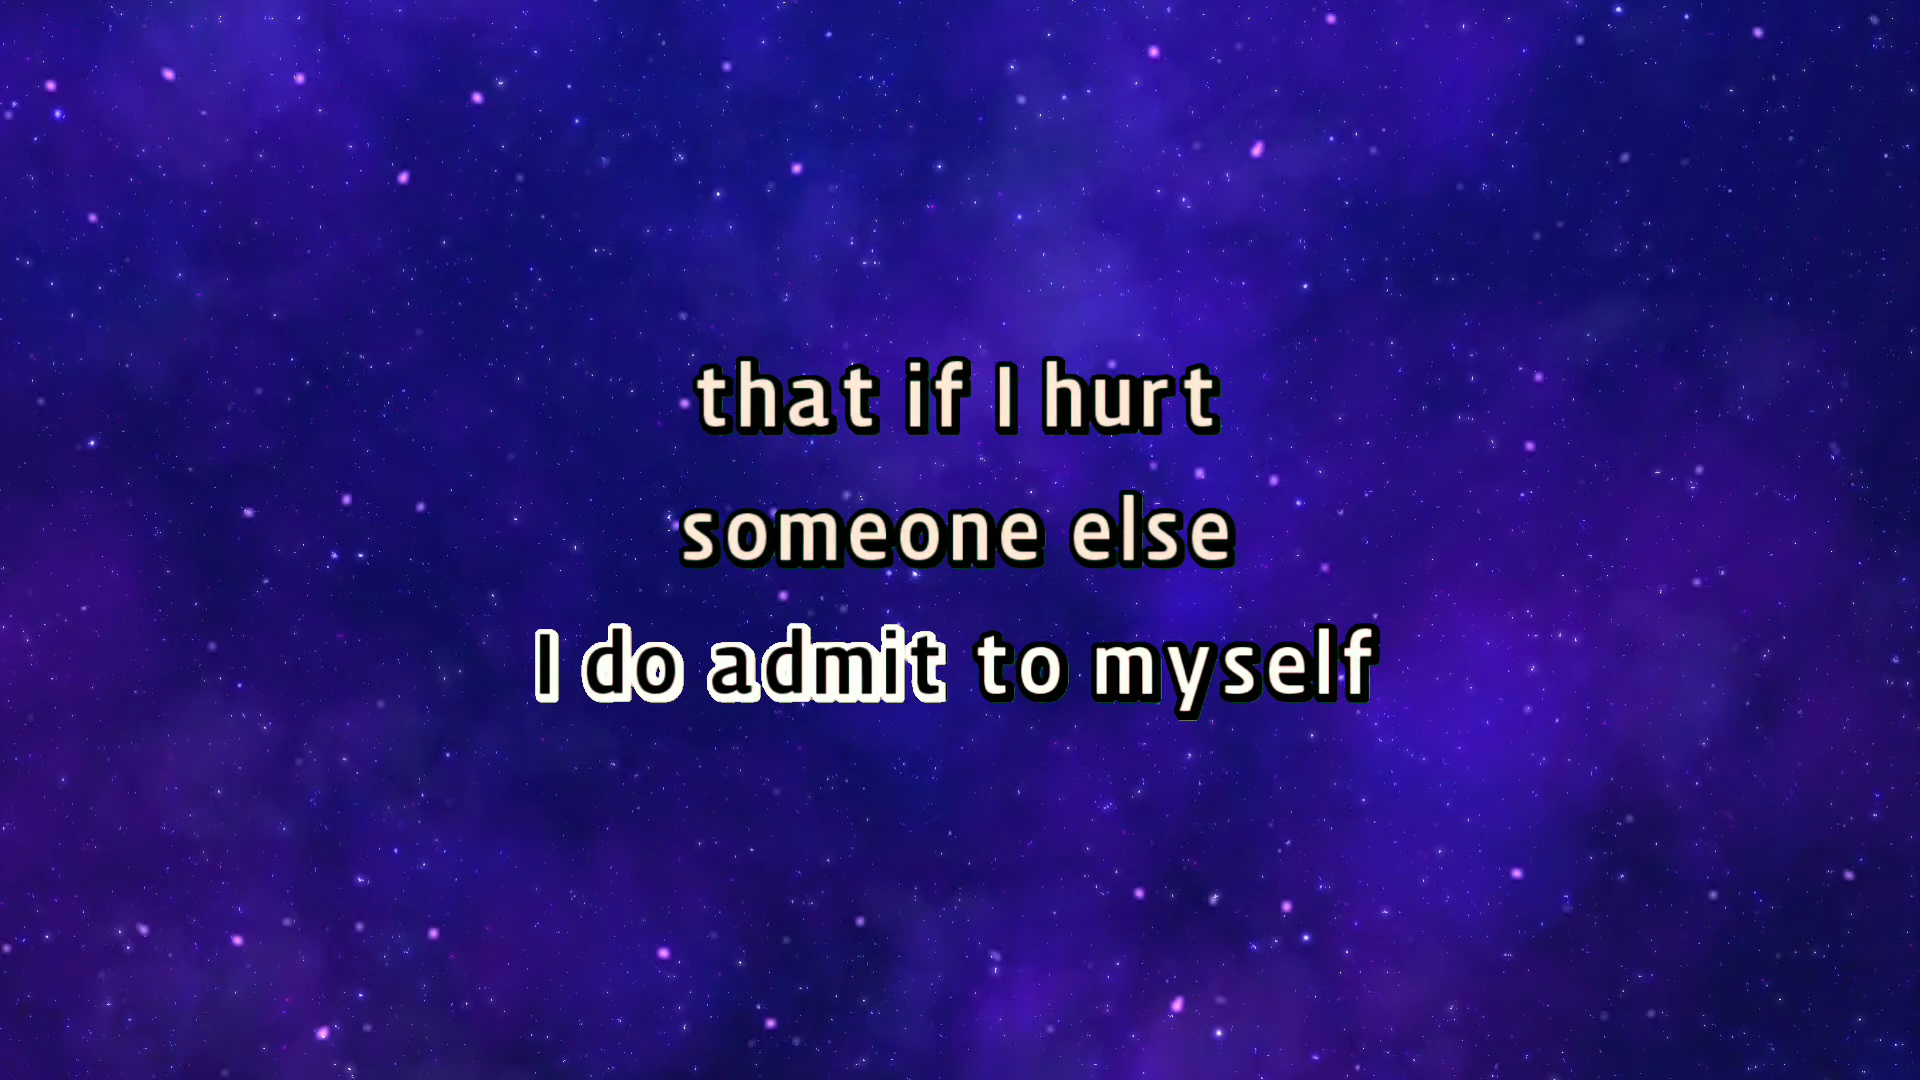 that if I hurt
someone else
I do admit to myself